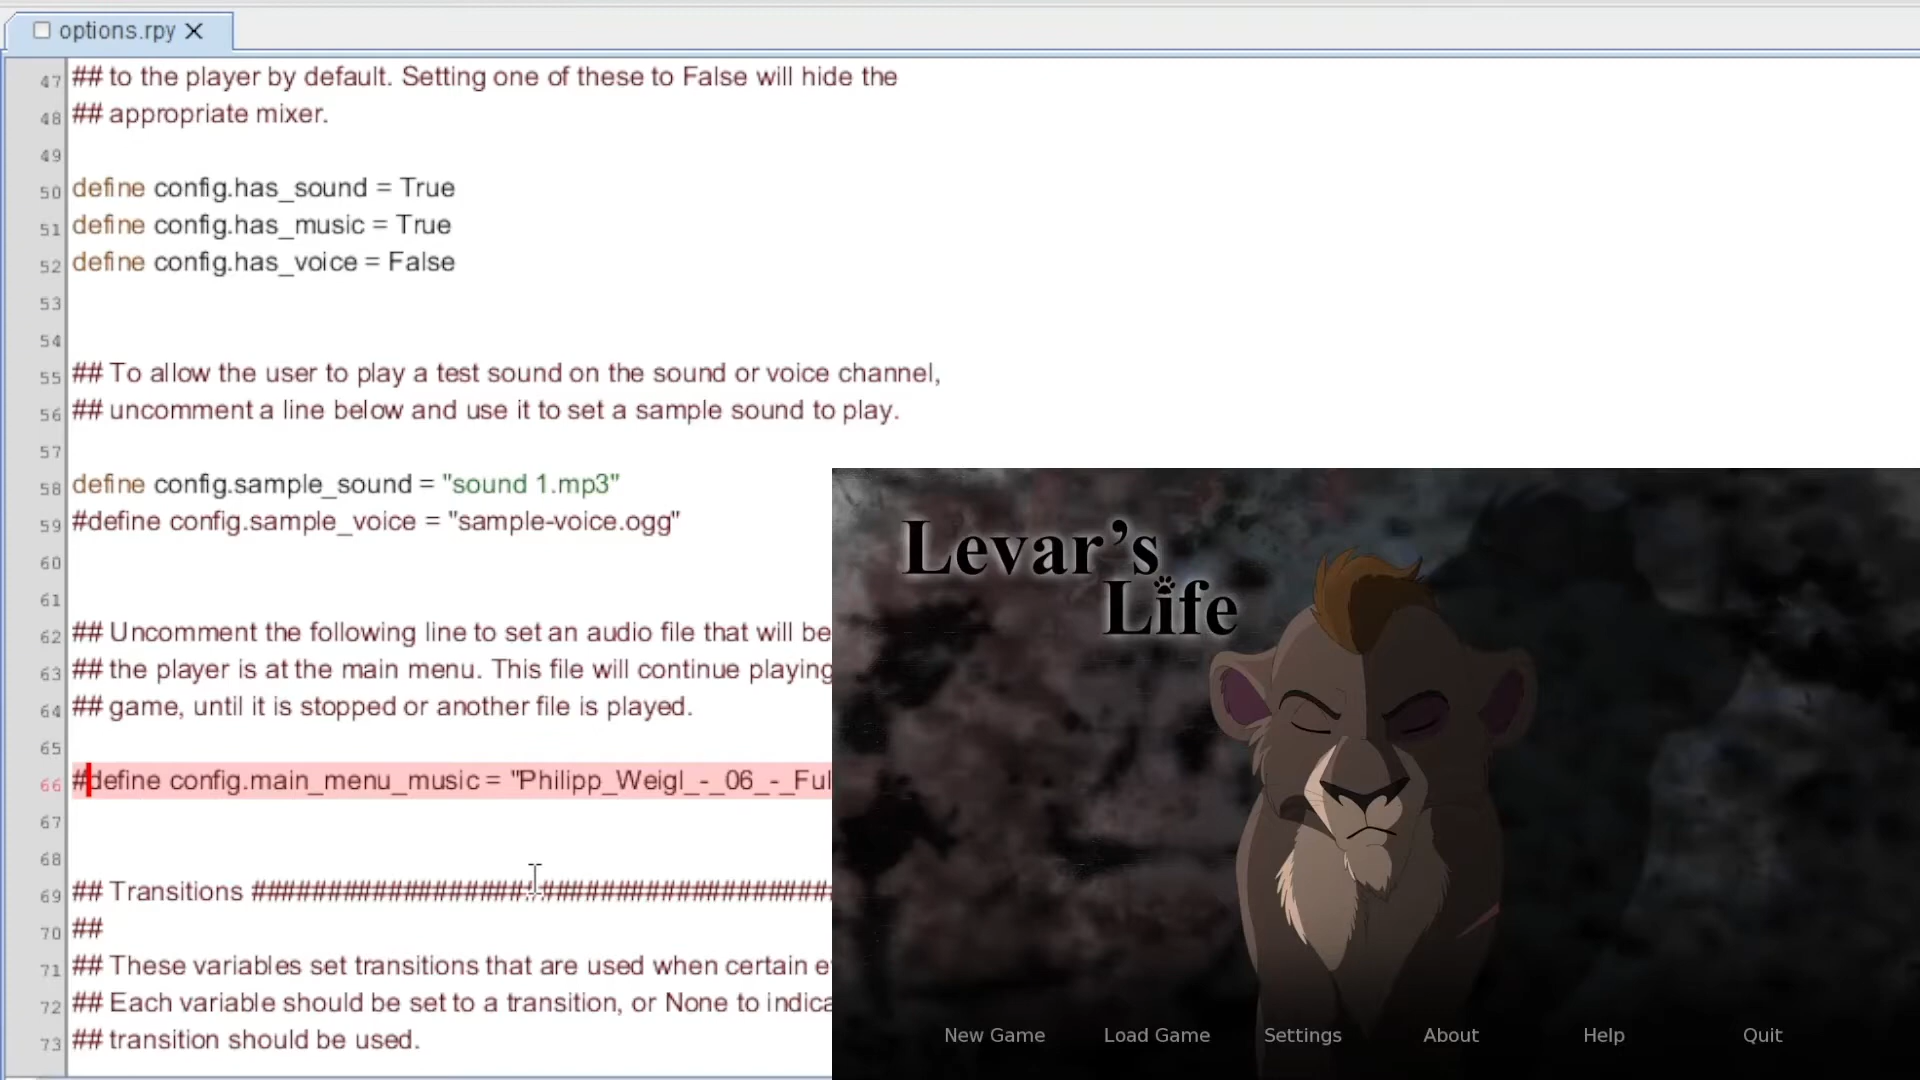 options.rpy
47 ## to the player by default. Setting one of these to False will hide the
48 ## appropriate mixer.
49
50 define config.has_sound = True
51 define config.has_music = True
52 define config.has_voice = False
53
54
55 ## To allow the user to play a test sound on the sound or voice channel,
56 ## uncomment a line below and use it to set a sample sound to play.
57
58 define config.sample_sound = "sound 1.mp3"
59 #define config.sample_voice = "sample-voice.ogg"
60
61
62 ## Uncomment the following line to set an audio file that will be
63 ## the player is at the main menu. This file will continue playing
64 ## game, until it is stopped or another file is played.
65
66 #define config.main_menu_music = "Philipp_Weigl_-_06_-_Ful
67
68
69 ## Transitions ######################################
70 ##
71 ## These variables set transitions that are used when certain e
72 ## Each variable should be set to a transition, or None to indica
73 ## transition should be used.
Levar's
Life
New Game Load Game Settings About Help Quit